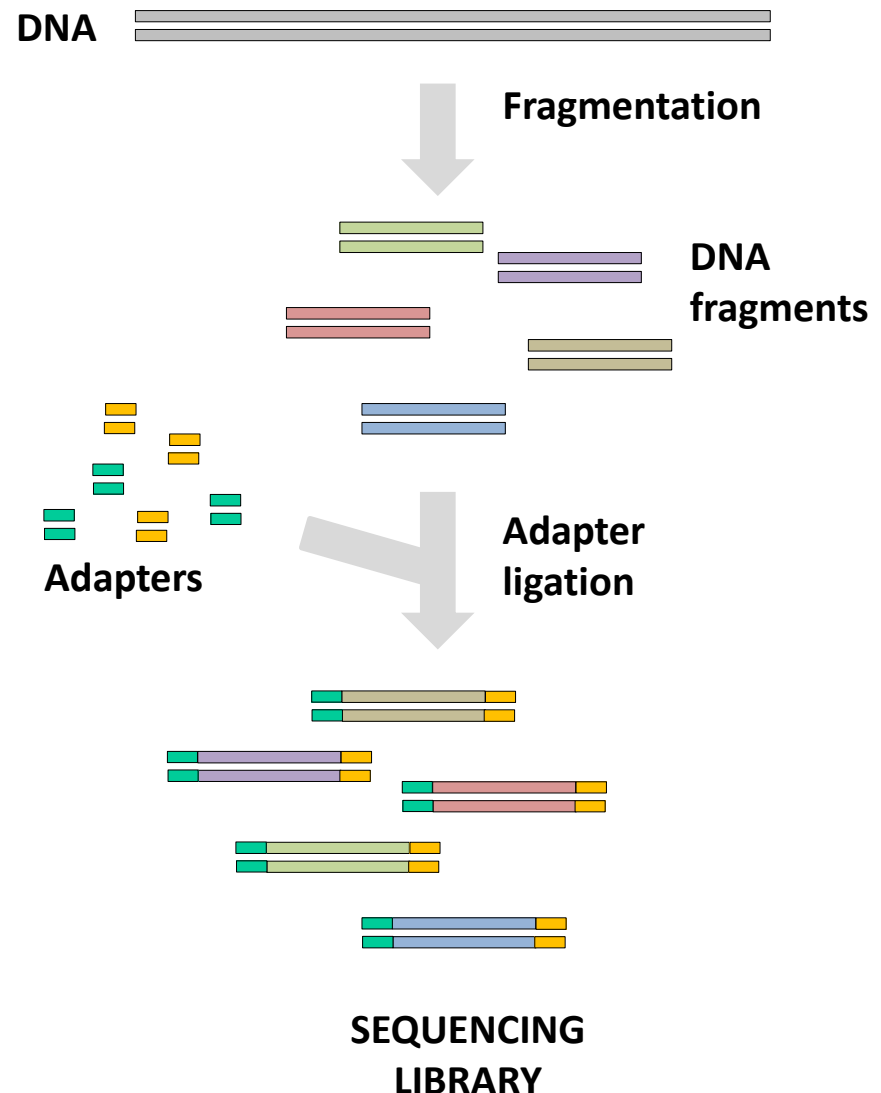 DNA
Fragmentation
DNA
fragments
Adapters
Adapter
ligation
SEQUENCING
LIBRARY